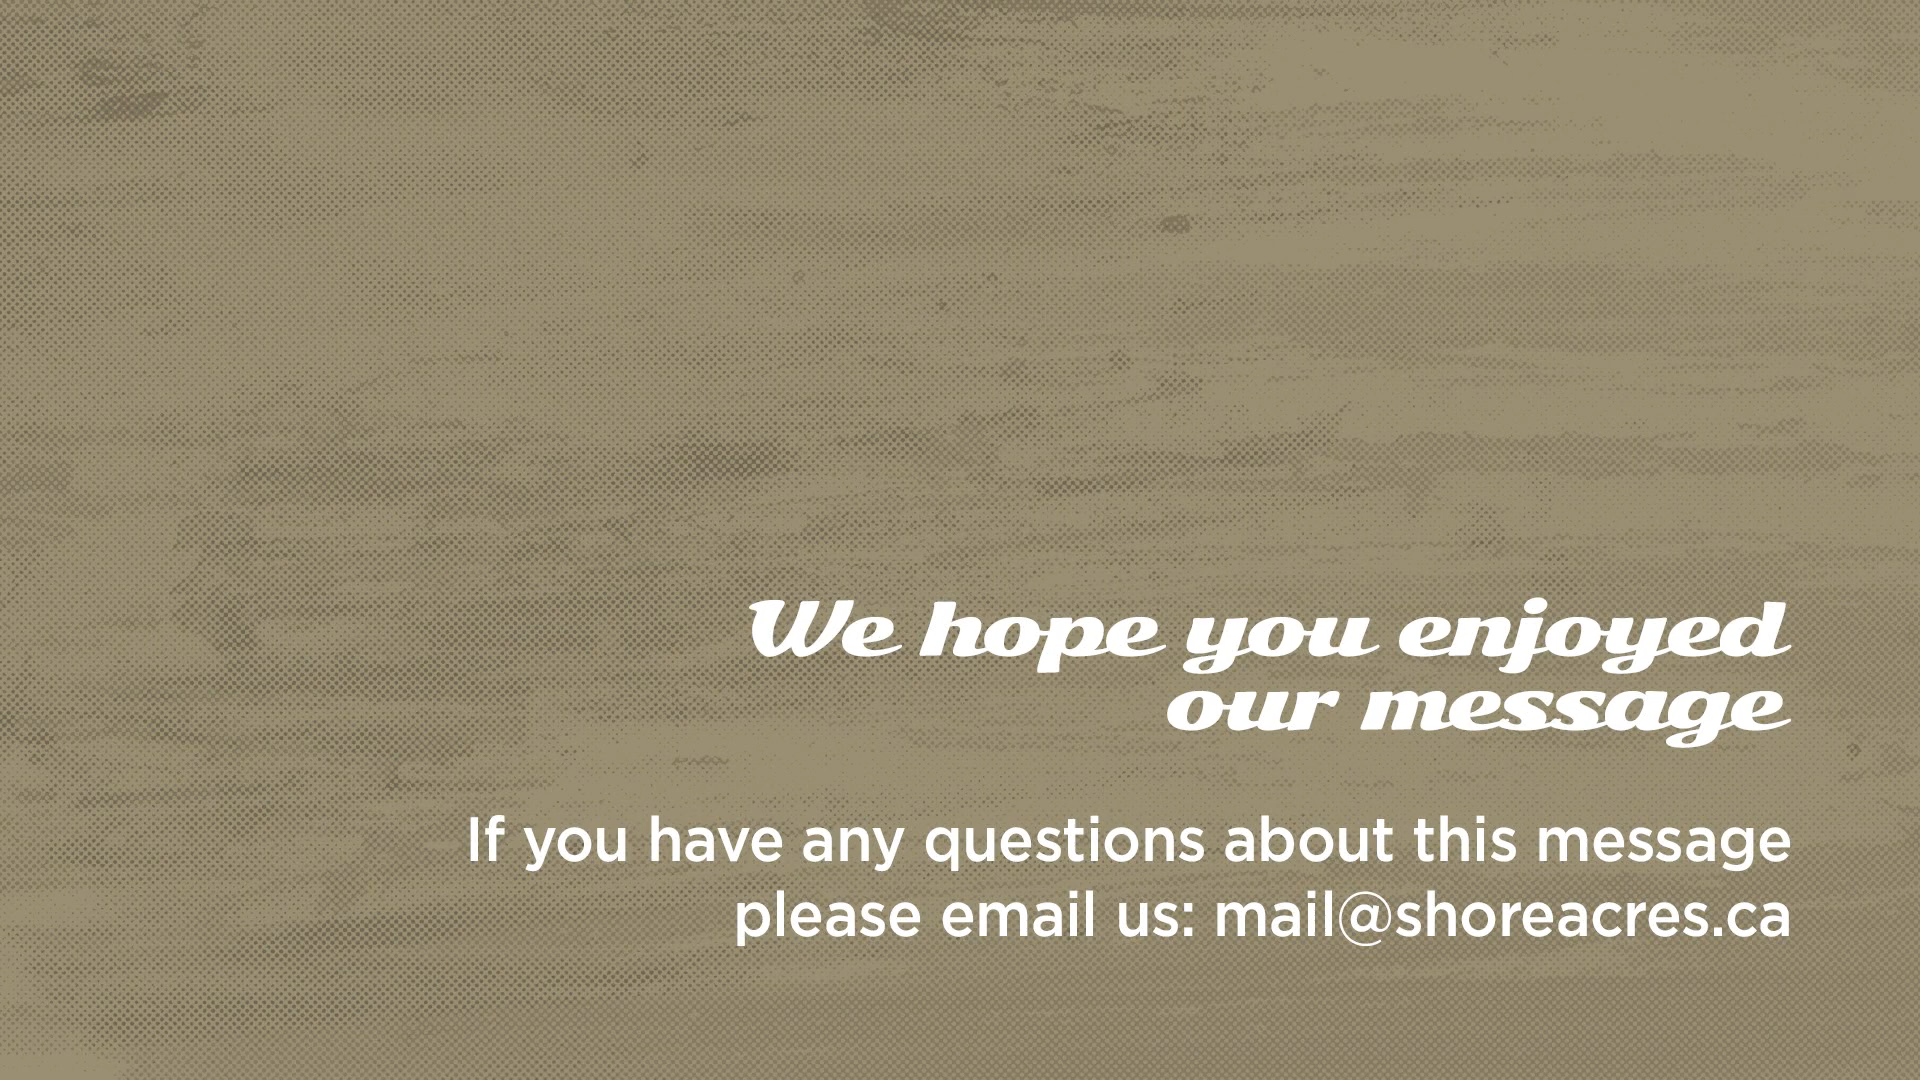 We hope you enjoyed
our message
If you have any questions about this message
please email us: mail@shoreacres.ca